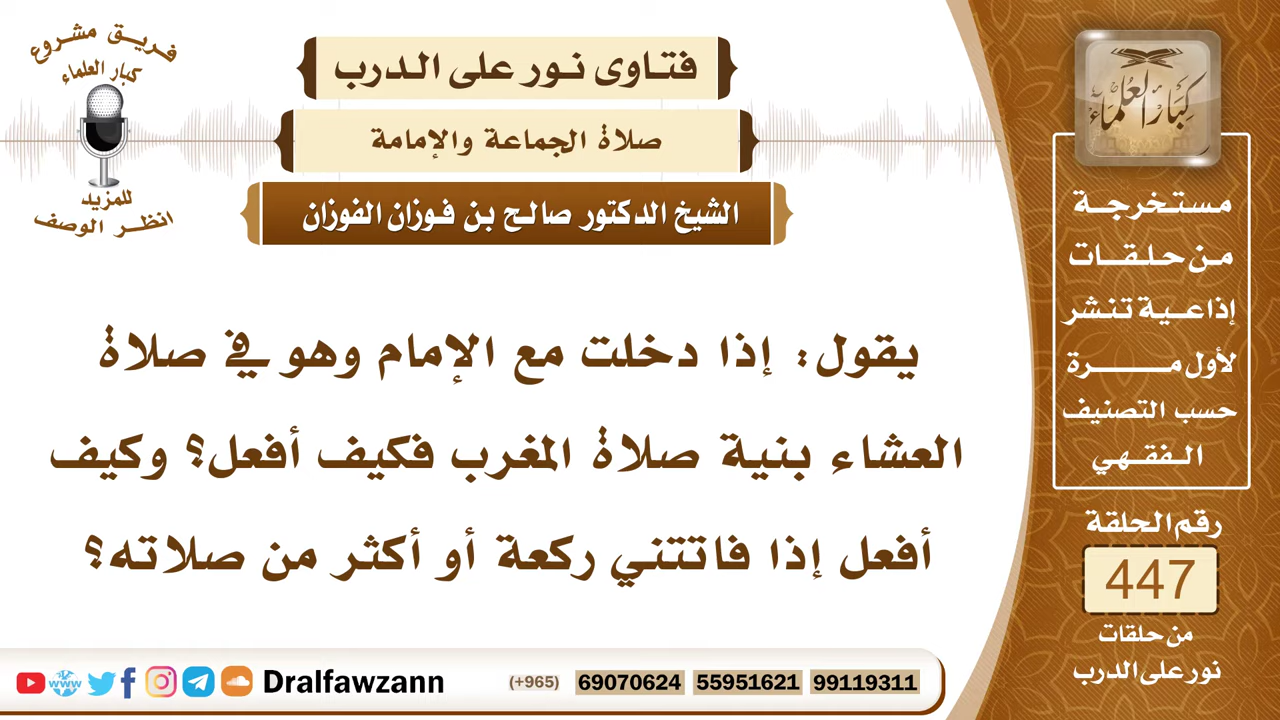 فريق مشروع
كبار العلماء
للمزيد
انظر الوصف
فتاوى نور على الدرب
صلاة الجماعة والإمامة
الشيخ الدكتور صالح بن فوزان الفوزان
يقول: إذا دخلت مع الإمام وهو في صلاة
العشاء بنية صلاة المغرب فكيف أفعل؟ وكيف
أفعل إذا فاتتني ركعة أو أكثر من صلاته؟
كبار العلماء
مستخرجة
من حلقات
إذاعية تنشر
لأول مرة
حسب التصنيف
الفقهي
رقم الحلقة
447
من حلقات
نور على الدرب
www Dralfawzann (+965) 69070624 55951621 99119311